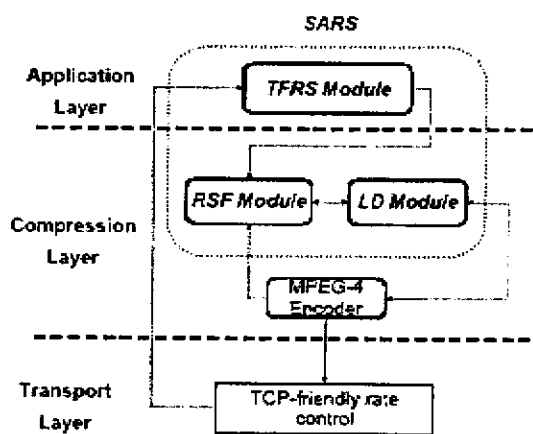 SARS
Application
Layer
TFRS Module
Compression
Layer
RSF Module
LD Module
MPEG-4
Encoder
Transport
Layer
TCP-friendly rate
control